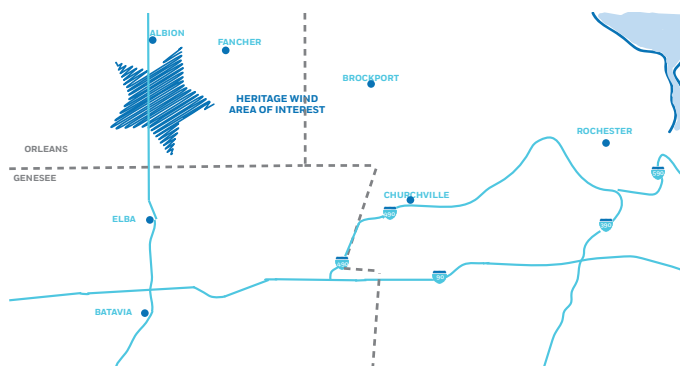 ALBION
FANCHER
BROCKPORT
HERITAGE WIND
AREA OF INTEREST
ROCHESTER
ORLEANS
GENESEE
590
CHURCHVILLE
490
ELBA
390
490
90
BATAVIA